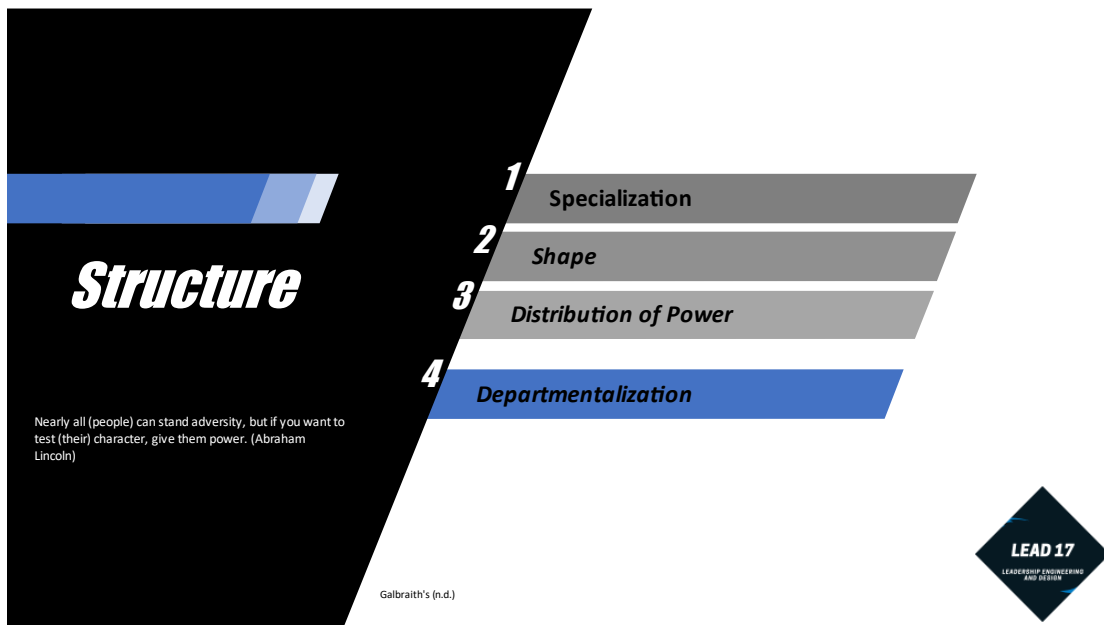 Structure
Nearly all (people) can stand adversity, but if you want to
test (their) character, give them power. (Abraham
Lincoln)
1
Specialization
2
Shape
3
Distribution of Power
4
Departmentalization
Galbraith's (n.d.)
LEAD 17
LEADERSHIP ENGINEERING
AND DESIGN